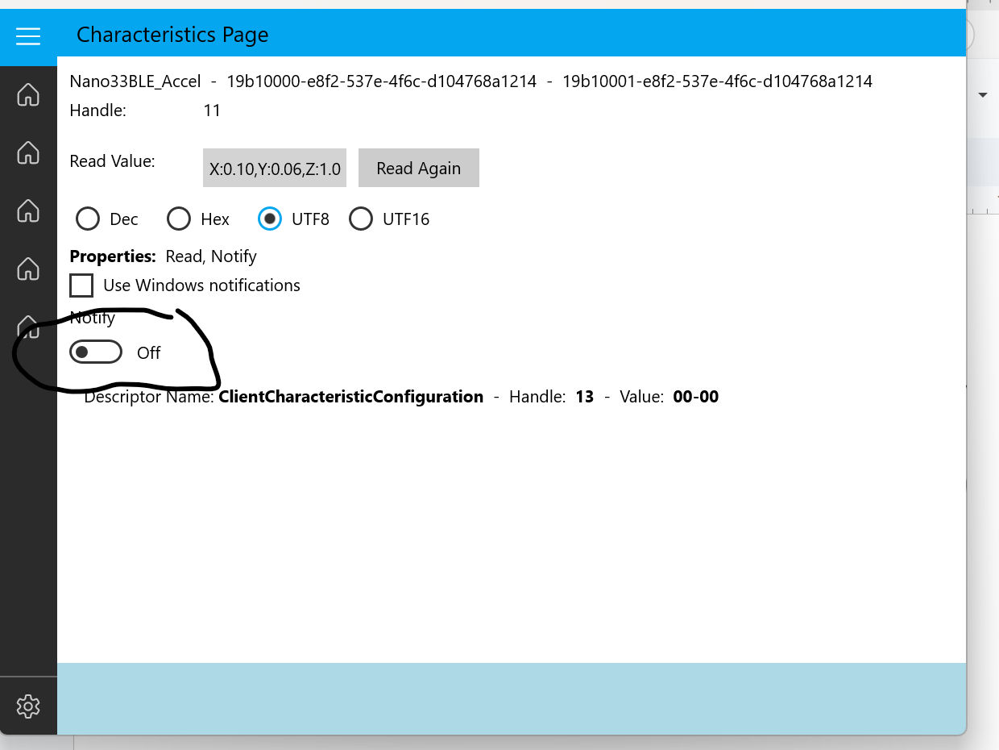 Characteristics Page
Nano33BLE_Accel - 19b10000-e8f2-537e-4f6c-d104768a1214 - 19b10001-e8f2-537e-4f6c-d104768a1214
Handle: 11
Read Value: X:0.10,Y:0.06,Z:1.0 Read Again
Dec Hex UTF8 UTF16
Properties: Read, Notify
Use Windows notifications
Notify
Off
Descriptor Name: ClientCharacteristicConfiguration - Handle: 13 - Value: 00-00